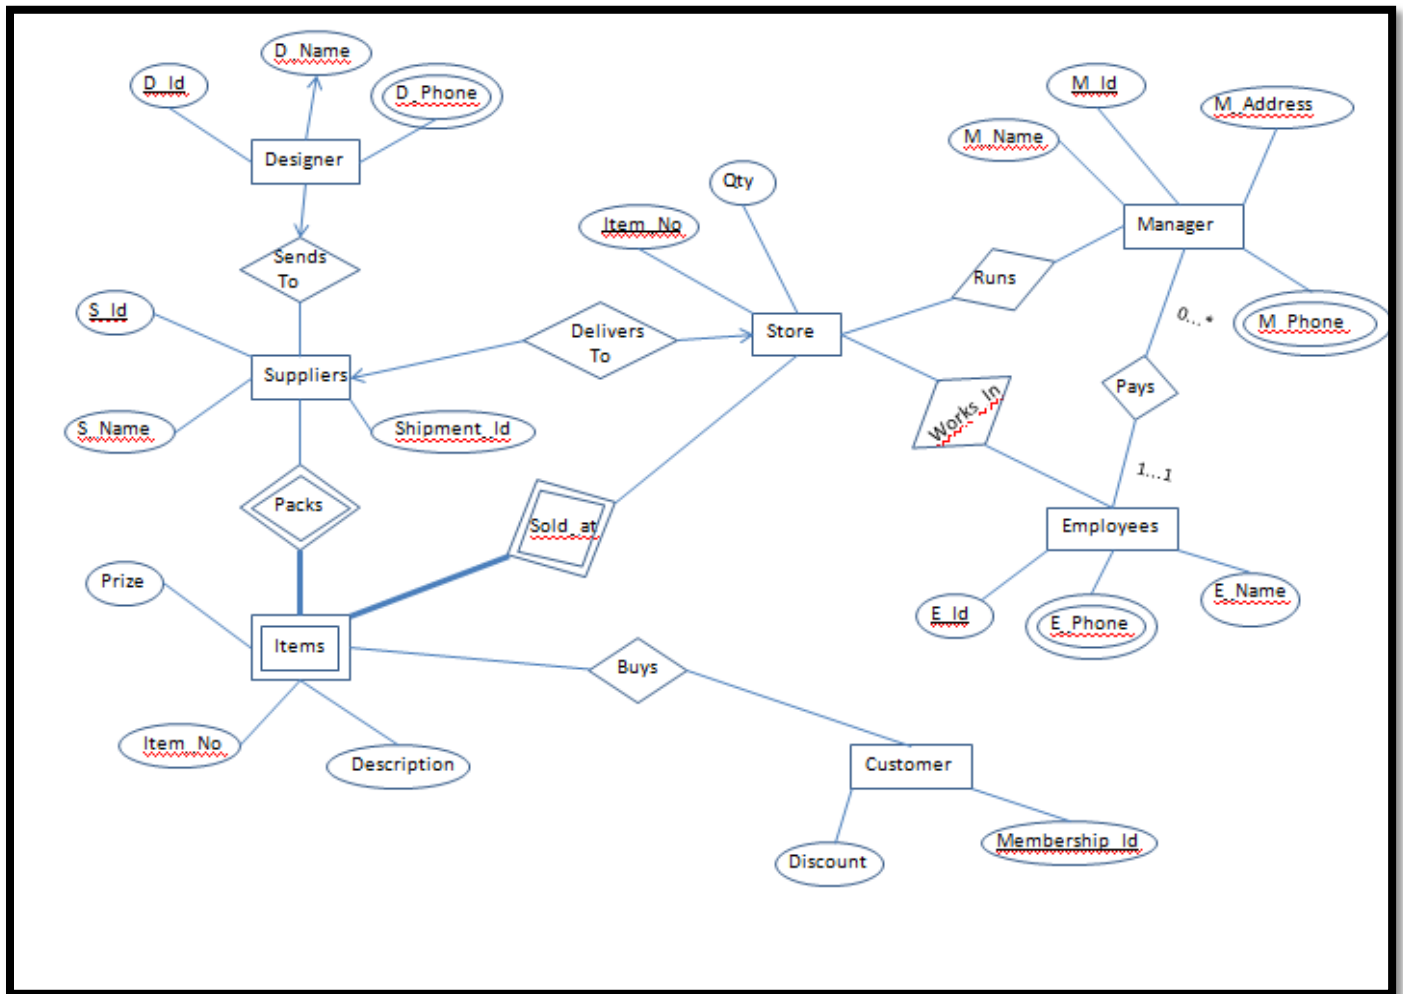 D_Name
D_Id
D_Phone
Designer
M_Id
M_Address
M_Name
Manager
Qty
Item_No
Sends
To
Runs
S_Id
Delivers
To
Store
0...*
M_Phone
Suppliers
Pays
S_Name
Shipment_Id
Works_In
1...1
Packs
Sold_at
Employees
Prize
E_Id
E_Phone
E_Name
Items
Buys
Item_No
Description
Customer
Discount
Membership_Id